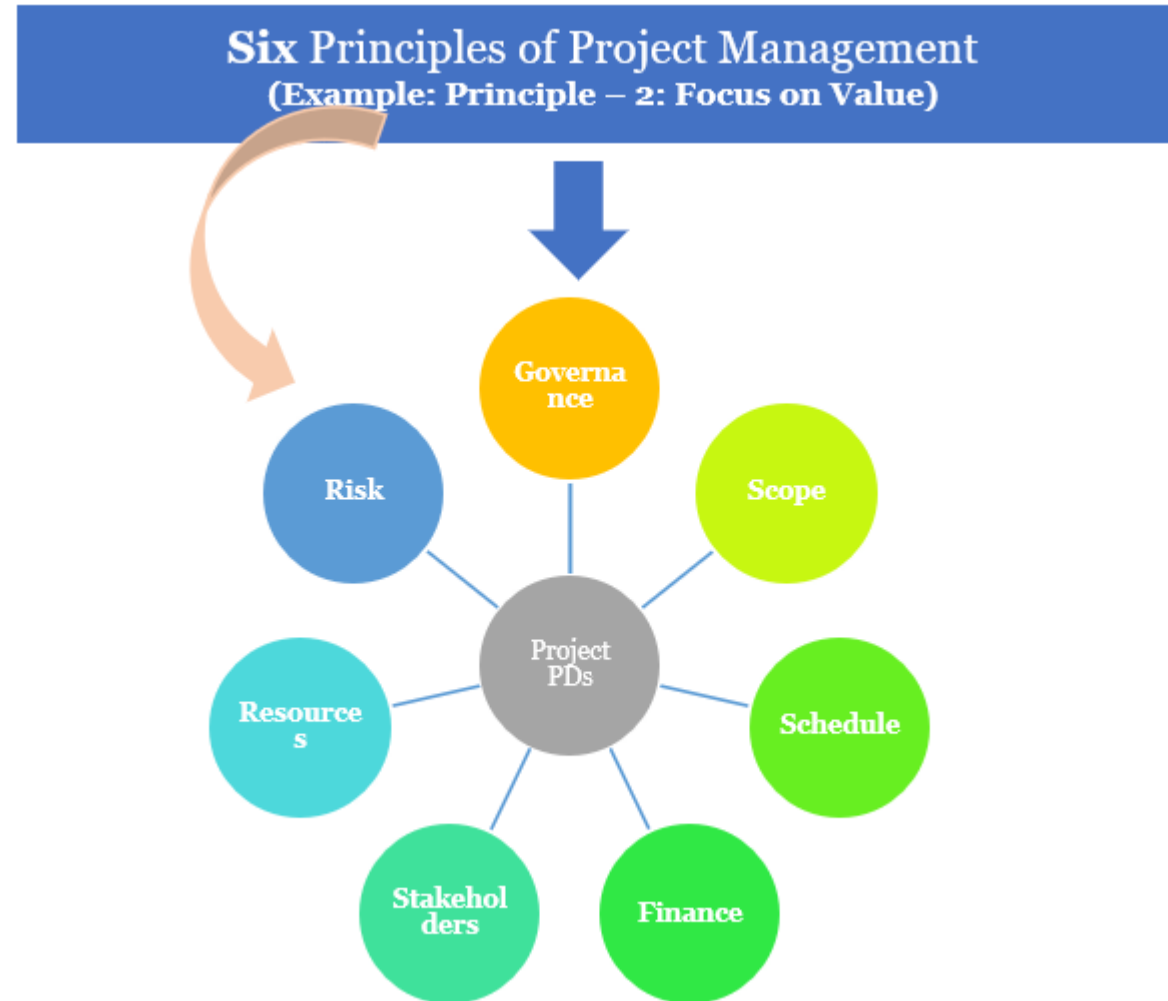 Six Principles of Project Management
(Example: Principle – 2: Focus on Value)
Governa
nce
Risk
Scope
Project
PDs
Resource
s
Schedule
Stakehol
ders
Finance